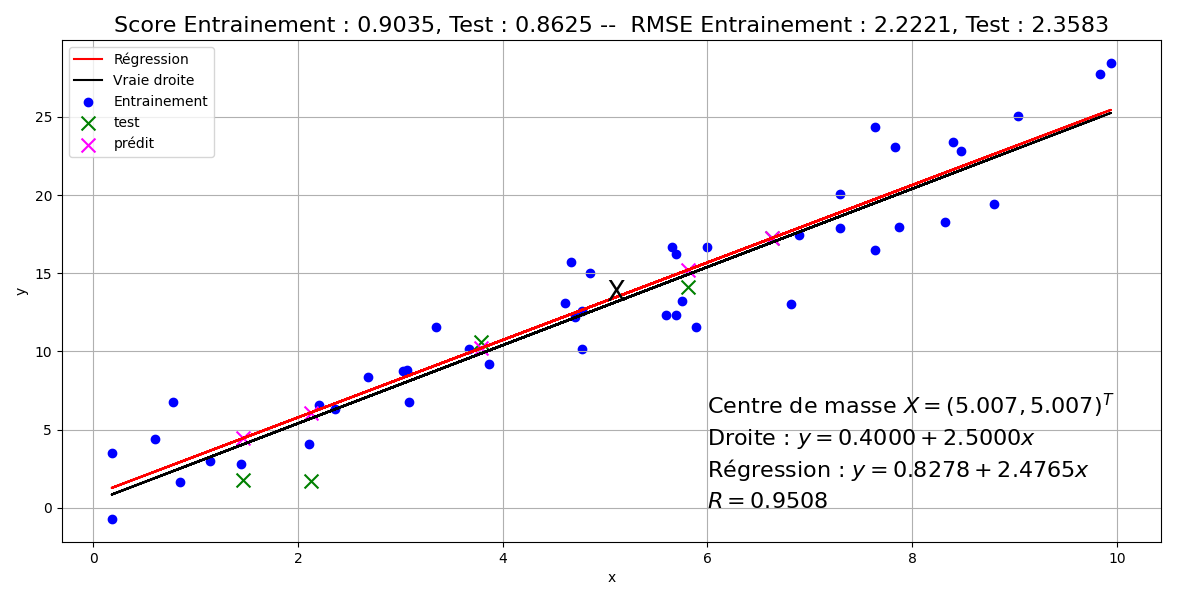 Score Entrainement : 0.9035, Test : 0.8625 --  RMSE Entrainement : 2.2221, Test : 2.3583
Régression
Vraie droite
Entrainement
test
prédit
25
20
15
10
5
0
y
X
Centre de masse X = (5.007, 5.007)^T
Droite : y = 0.4000 + 2.5000x
Régression : y = 0.8278 + 2.4765x
R = 0.9508
0 2 4 6 8 10
x